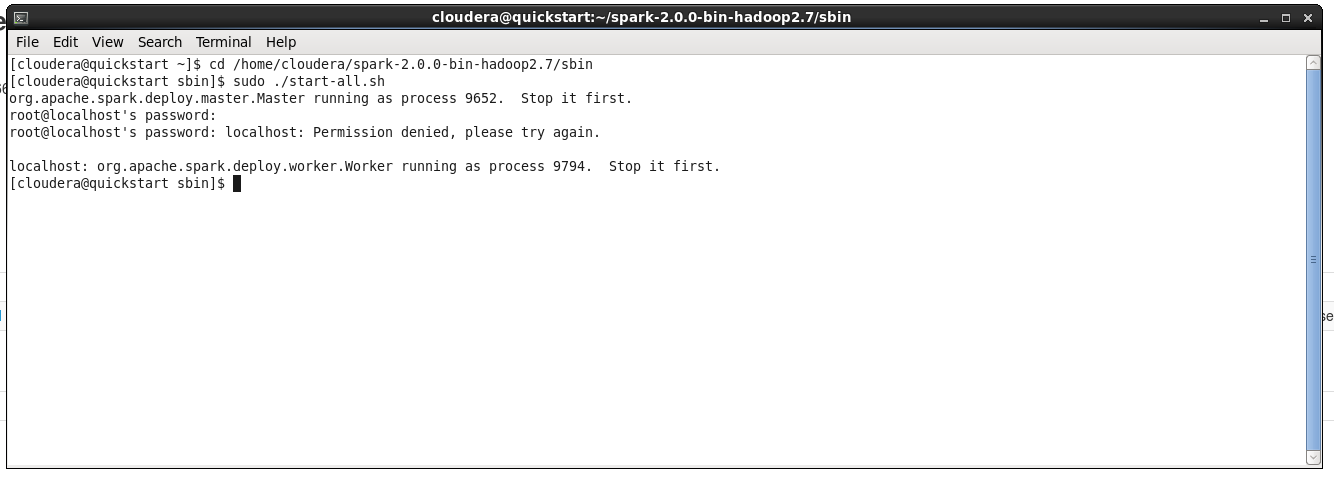 cloudera@quickstart:~/spark-2.0.0-bin-hadoop2.7/sbin
File Edit View Search Terminal Help
[cloudera@quickstart ~]$ cd /home/cloudera/spark-2.0.0-bin-hadoop2.7/sbin
[cloudera@quickstart sbin]$ sudo ./start-all.sh
org.apache.spark.deploy.master.Master running as process 9652.  Stop it first.
root@localhost's password:
root@localhost's password: localhost: Permission denied, please try again.
localhost: org.apache.spark.deploy.worker.Worker running as process 9794.  Stop it first.
[cloudera@quickstart sbin]$